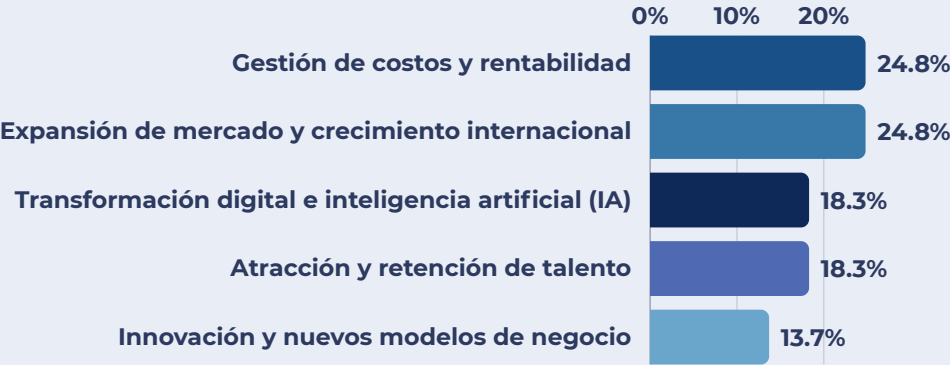 0% 10% 20%
Gestión de costos y rentabilidad 24.8%
Expansión de mercado y crecimiento internacional 24.8%
Transformación digital e inteligencia artificial (IA) 18.3%
Atracción y retención de talento 18.3%
Innovación y nuevos modelos de negocio 13.7%